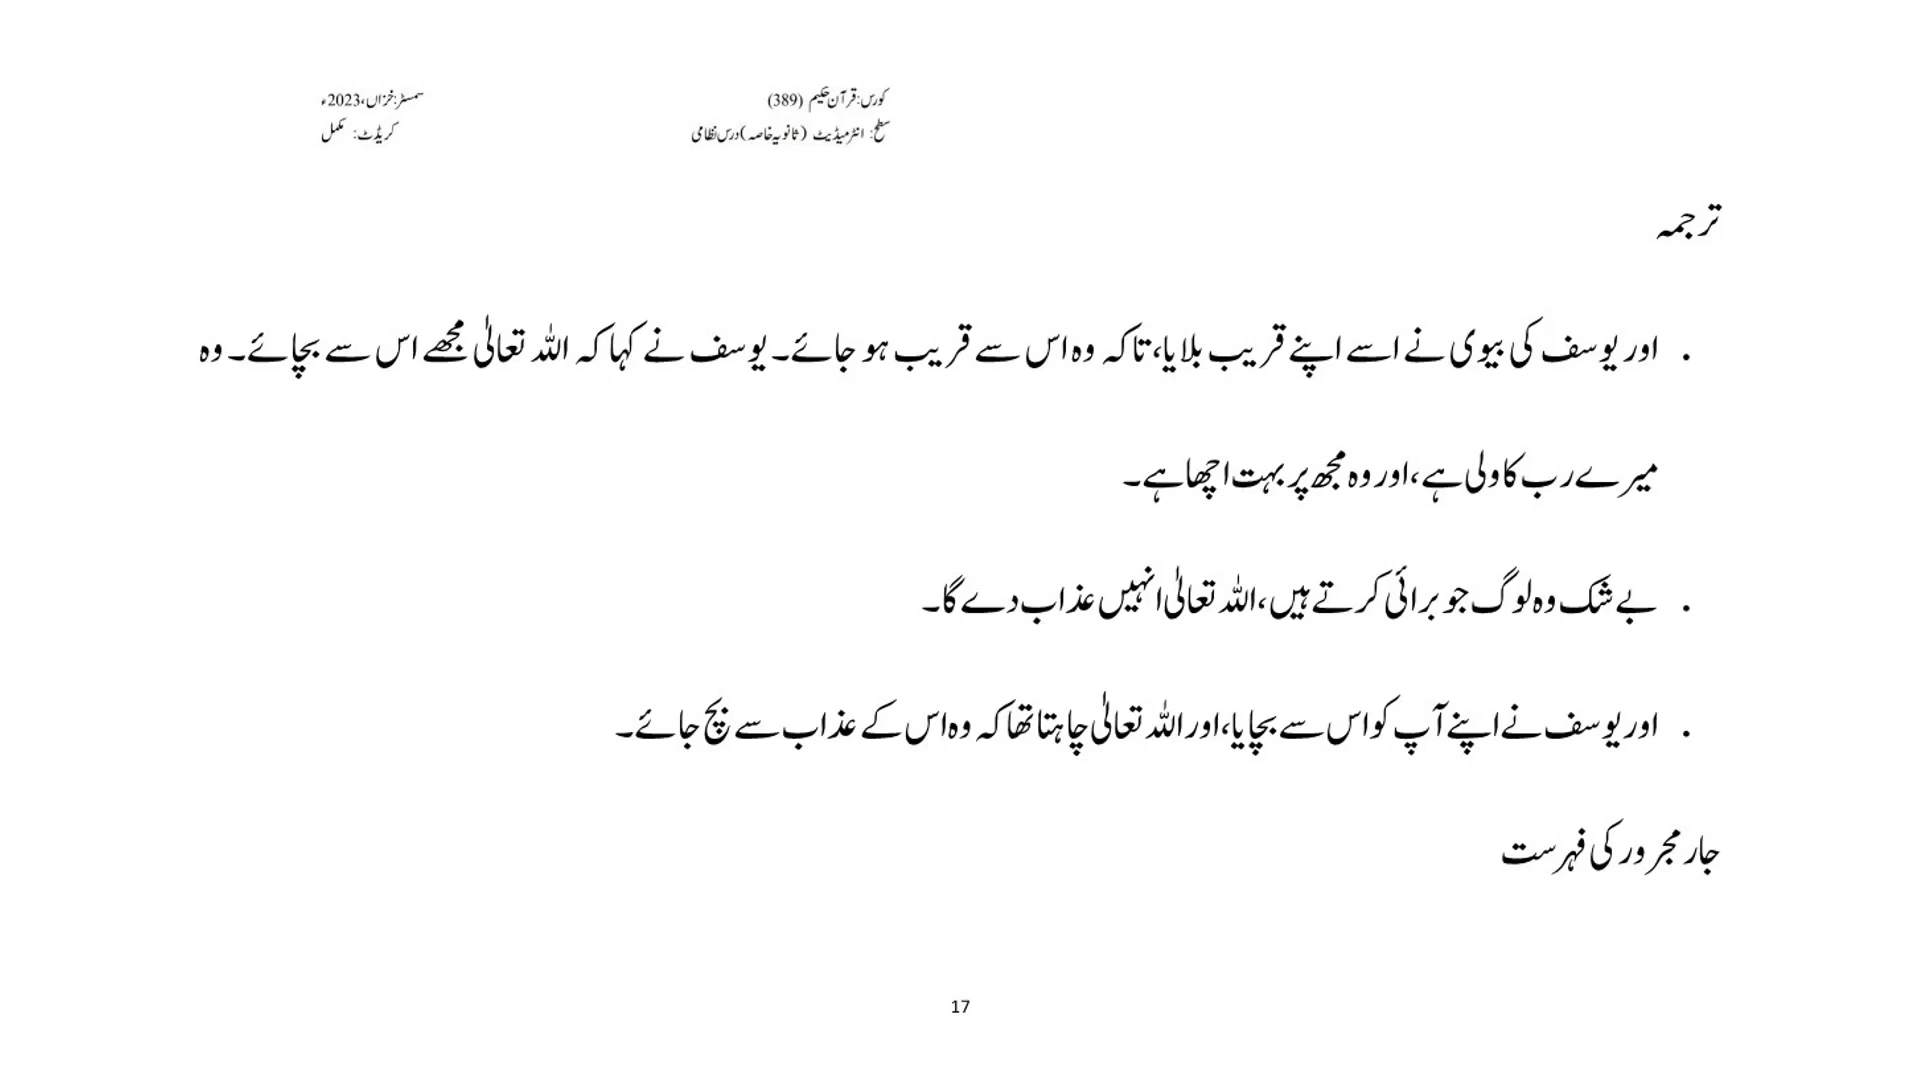 کورس: قرآن حکیم (389) سمسٹر: خزاں، 2023ء
سطح: انٹرمیڈیٹ (ثانویہ خاصہ) درس نظامی کریڈٹ: مکمل
ترجمہ
• اور یوسف کی بیوی نے اسے اپنے قریب بلایا، تاکہ وہ اس سے قریب ہو جائے۔ یوسف نے کہا کہ اللہ تعالیٰ مجھے اس سے بچائے۔ وہ
میرے رب کا ولی ہے، اور وہ مجھ پر بہت اچھا ہے۔
• بے شک وہ لوگ جو برائی کرتے ہیں، اللہ تعالیٰ انہیں عذاب دے گا۔
• اور یوسف نے اپنے آپ کو اس سے بچایا، اور اللہ تعالیٰ چاہتا تھا کہ وہ اس کے عذاب سے بچ جائے۔
جار مجرور کی فہرست
17